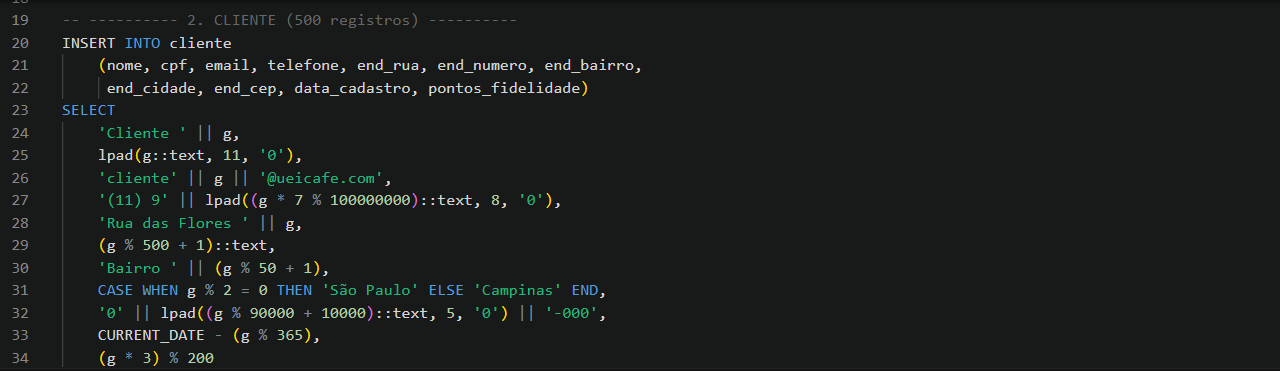 19 -- ---------- 2. CLIENTE (500 registros) ----------
20 INSERT INTO cliente
21     (nome, cpf, email, telefone, end_rua, end_numero, end_bairro,
22      end_cidade, end_cep, data_cadastro, pontos_fidelidade)
23 SELECT
24     'Cliente ' || g,
25     lpad(g::text, 11, '0'),
26     'cliente' || g || '@ueicafe.com',
27     '(11) 9' || lpad((g * 7 % 100000000)::text, 8, '0'),
28     'Rua das Flores ' || g,
29     (g % 500 + 1)::text,
30     'Bairro ' || (g % 50 + 1),
31     CASE WHEN g % 2 = 0 THEN 'São Paulo' ELSE 'Campinas' END,
32     '0' || lpad((g % 90000 + 10000)::text, 5, '0') || '-000',
33     CURRENT_DATE - (g % 365),
34     (g * 3) % 200